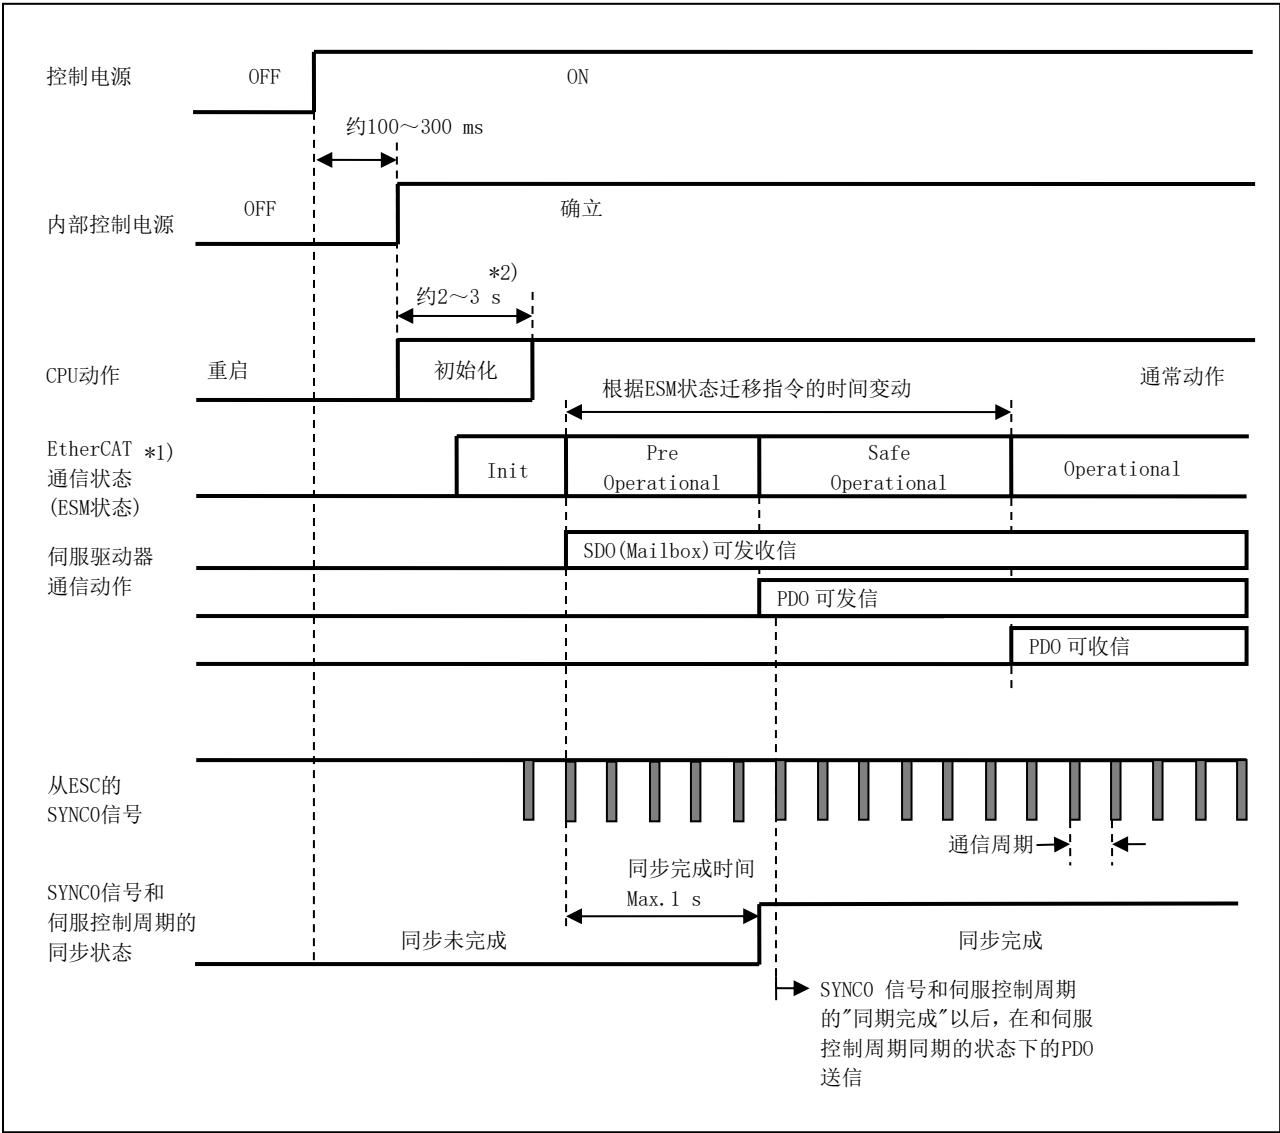 控制电源
OFF
ON
约100～300 ms
内部控制电源
OFF
确立
*2)
约2～3 s
CPU动作
重启
初始化
通常动作
根据ESM状态迁移指令的时间变动
EtherCAT *1)
通信状态
(ESM状态)
Init
Pre
Operational
Safe
Operational
Operational
伺服驱动器
通信动作
SDO(Mailbox)可发收信
PDO 可发信
PDO 可收信
从ESC的
SYNC0信号
通信周期
同步完成时间
Max.1 s
SYNC0信号和
伺服控制周期的
同步状态
同步未完成
同步完成
SYNC0 信号和伺服控制周期
的"同期完成"以后，在和伺服
控制周期同期的状态下的PDO
送信